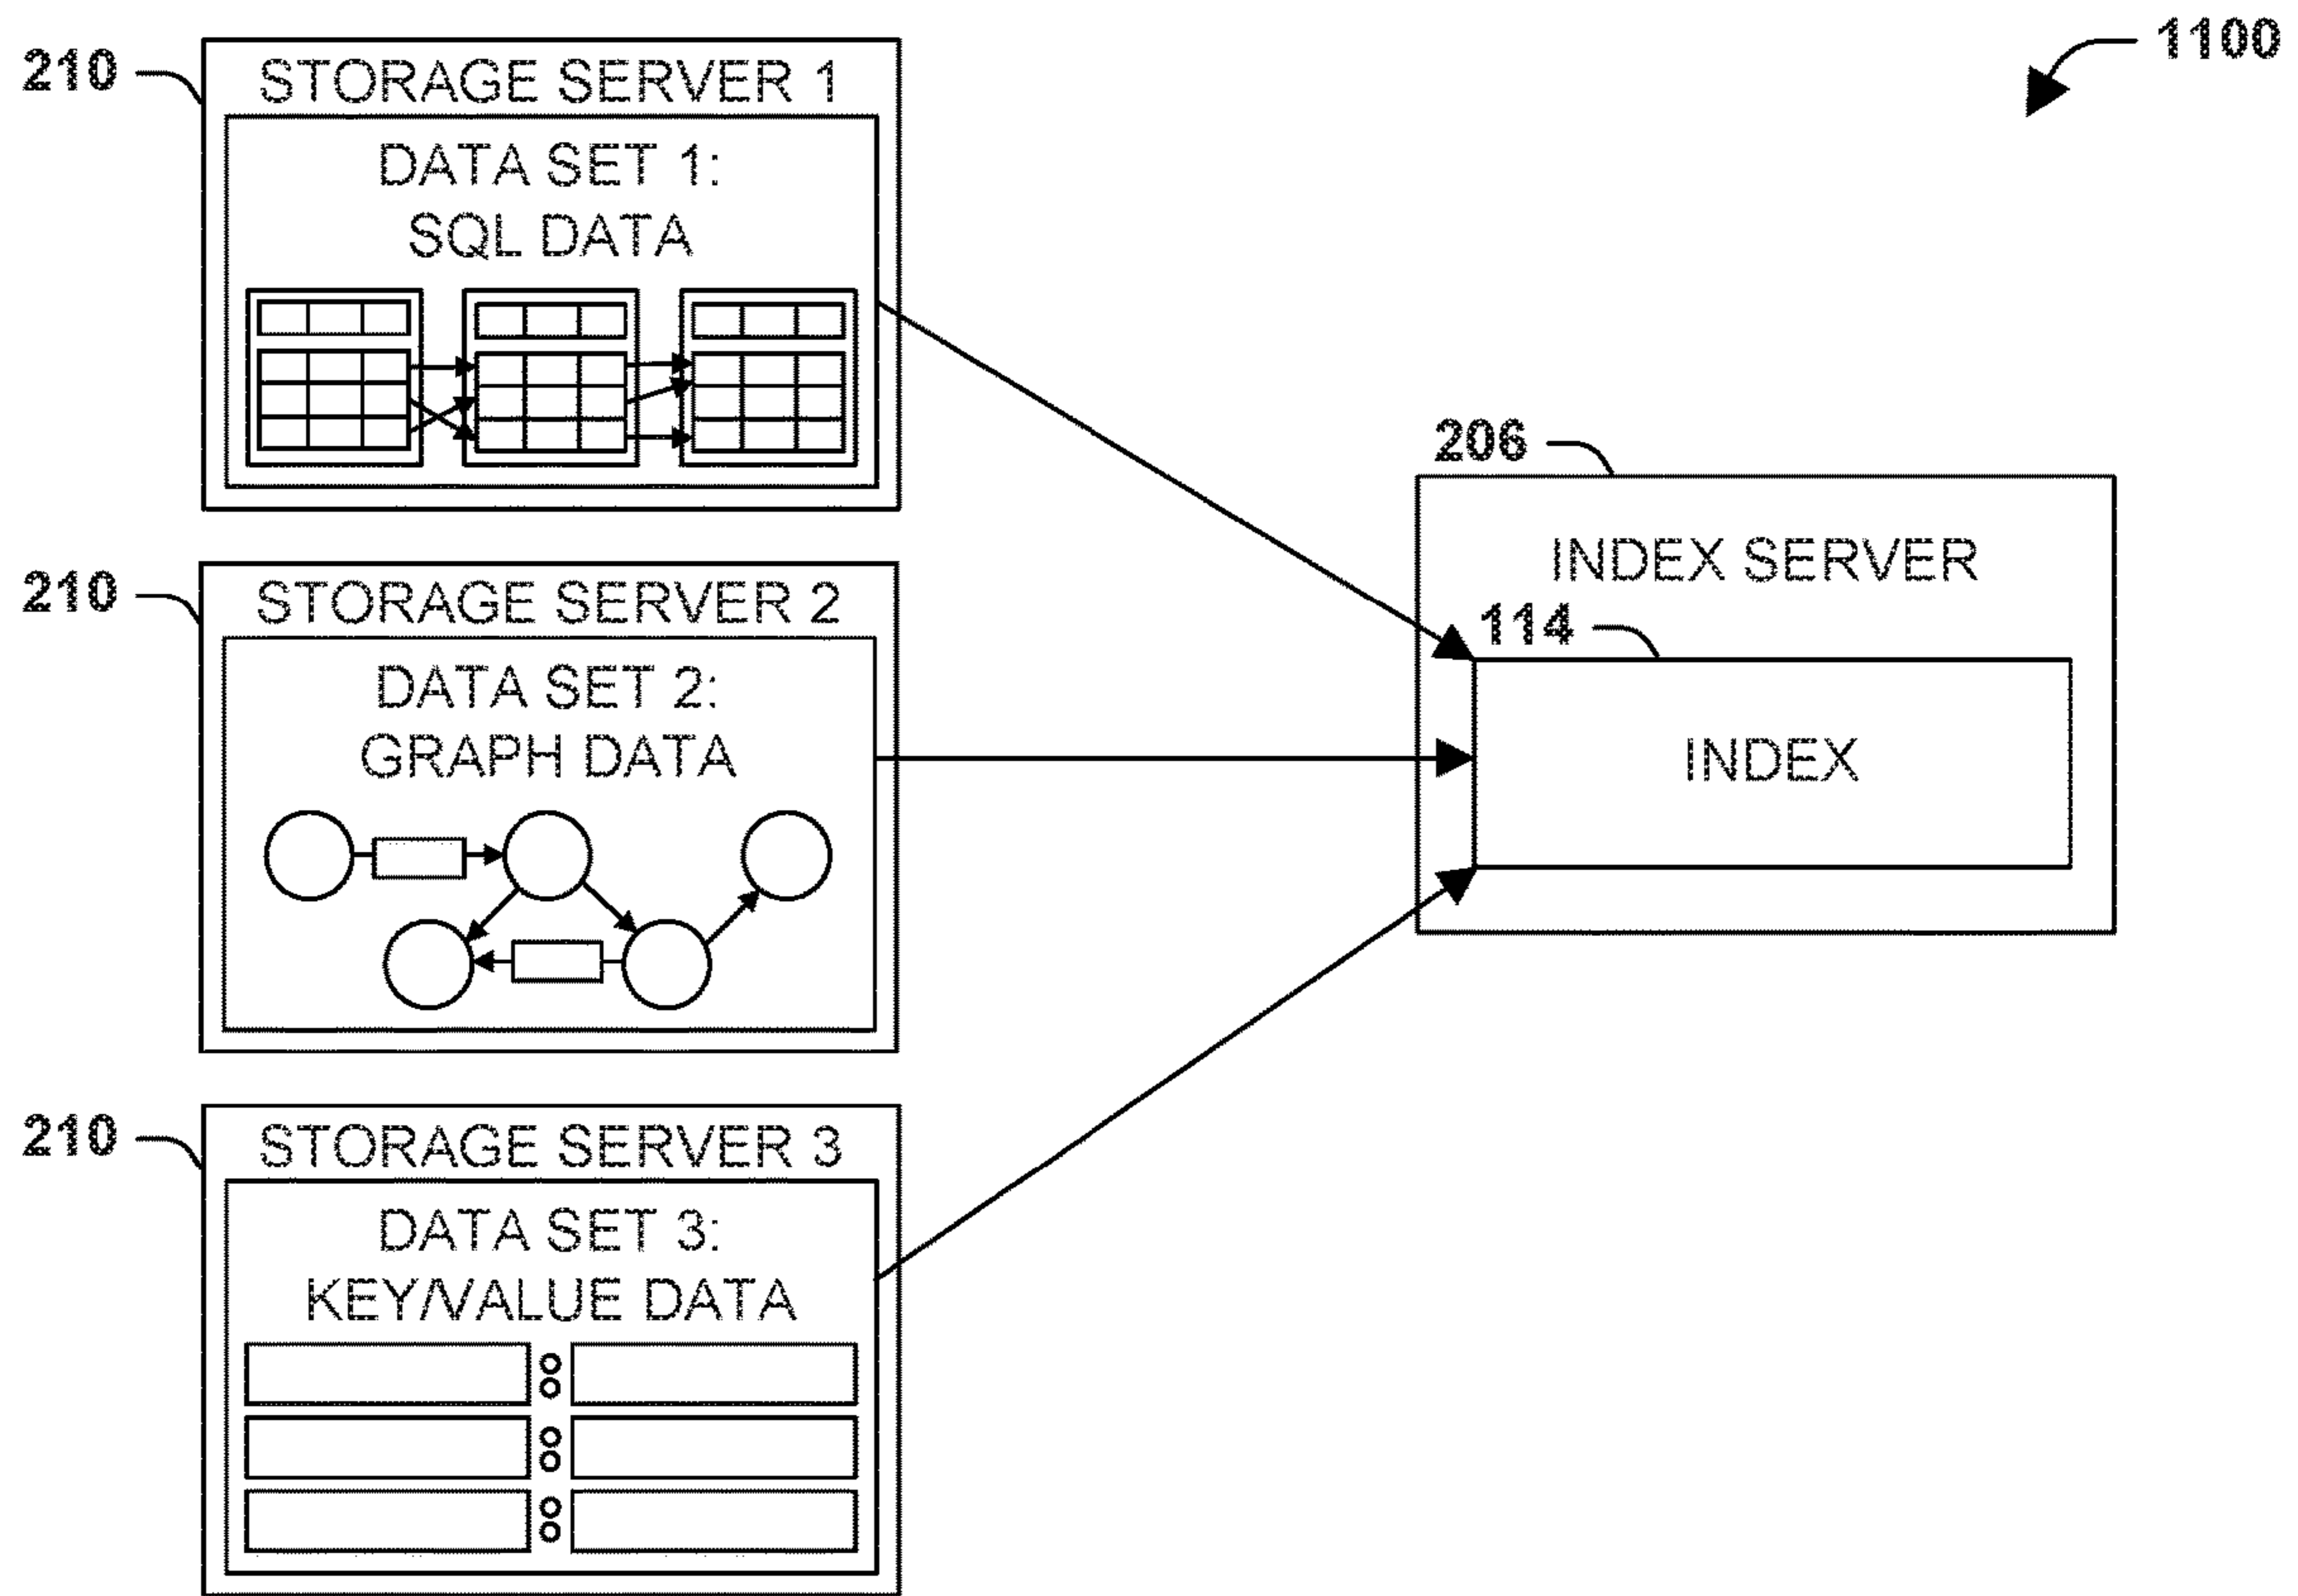 1100
210
STORAGE SERVER 1
DATA SET 1:
SQL DATA
206
INDEX SERVER
114
INDEX
210
STORAGE SERVER 2
DATA SET 2:
GRAPH DATA
210
STORAGE SERVER 3
DATA SET 3:
KEY/VALUE DATA